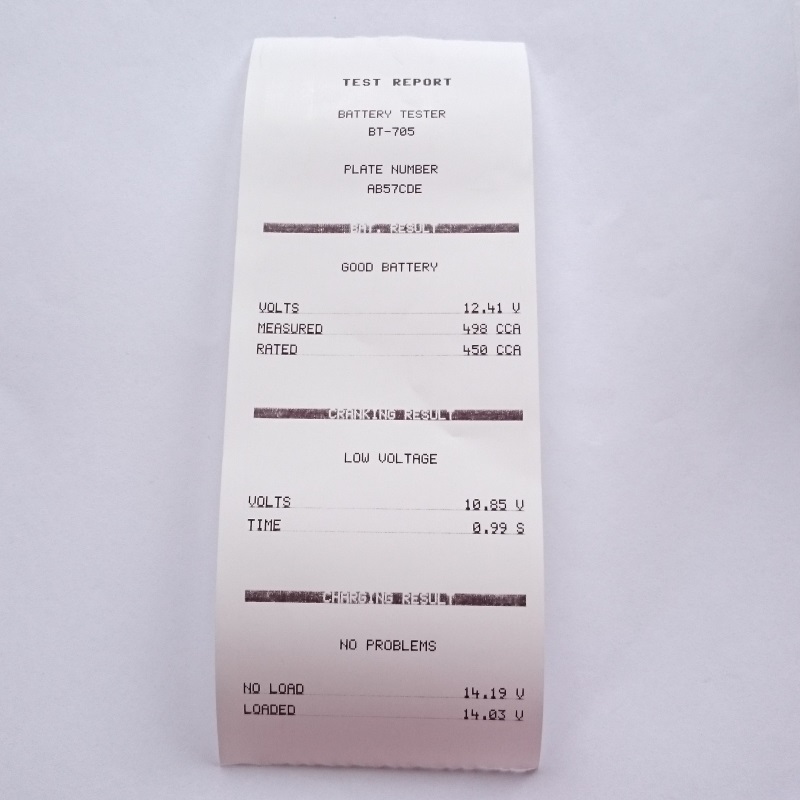 TEST REPORT
BATTERY TESTER
BT-705
PLATE NUMBER
AB57CDE
BAT. RESULT
GOOD BATTERY
VOLTS 12.41 V
MEASURED 498 CCA
RATED 450 CCA
CRANKING RESULT
LOW VOLTAGE
VOLTS 10.85 V
TIME 0.99 S
CHARGING RESULT
NO PROBLEMS
NO LOAD 14.19 V
LOADED 14.03 V